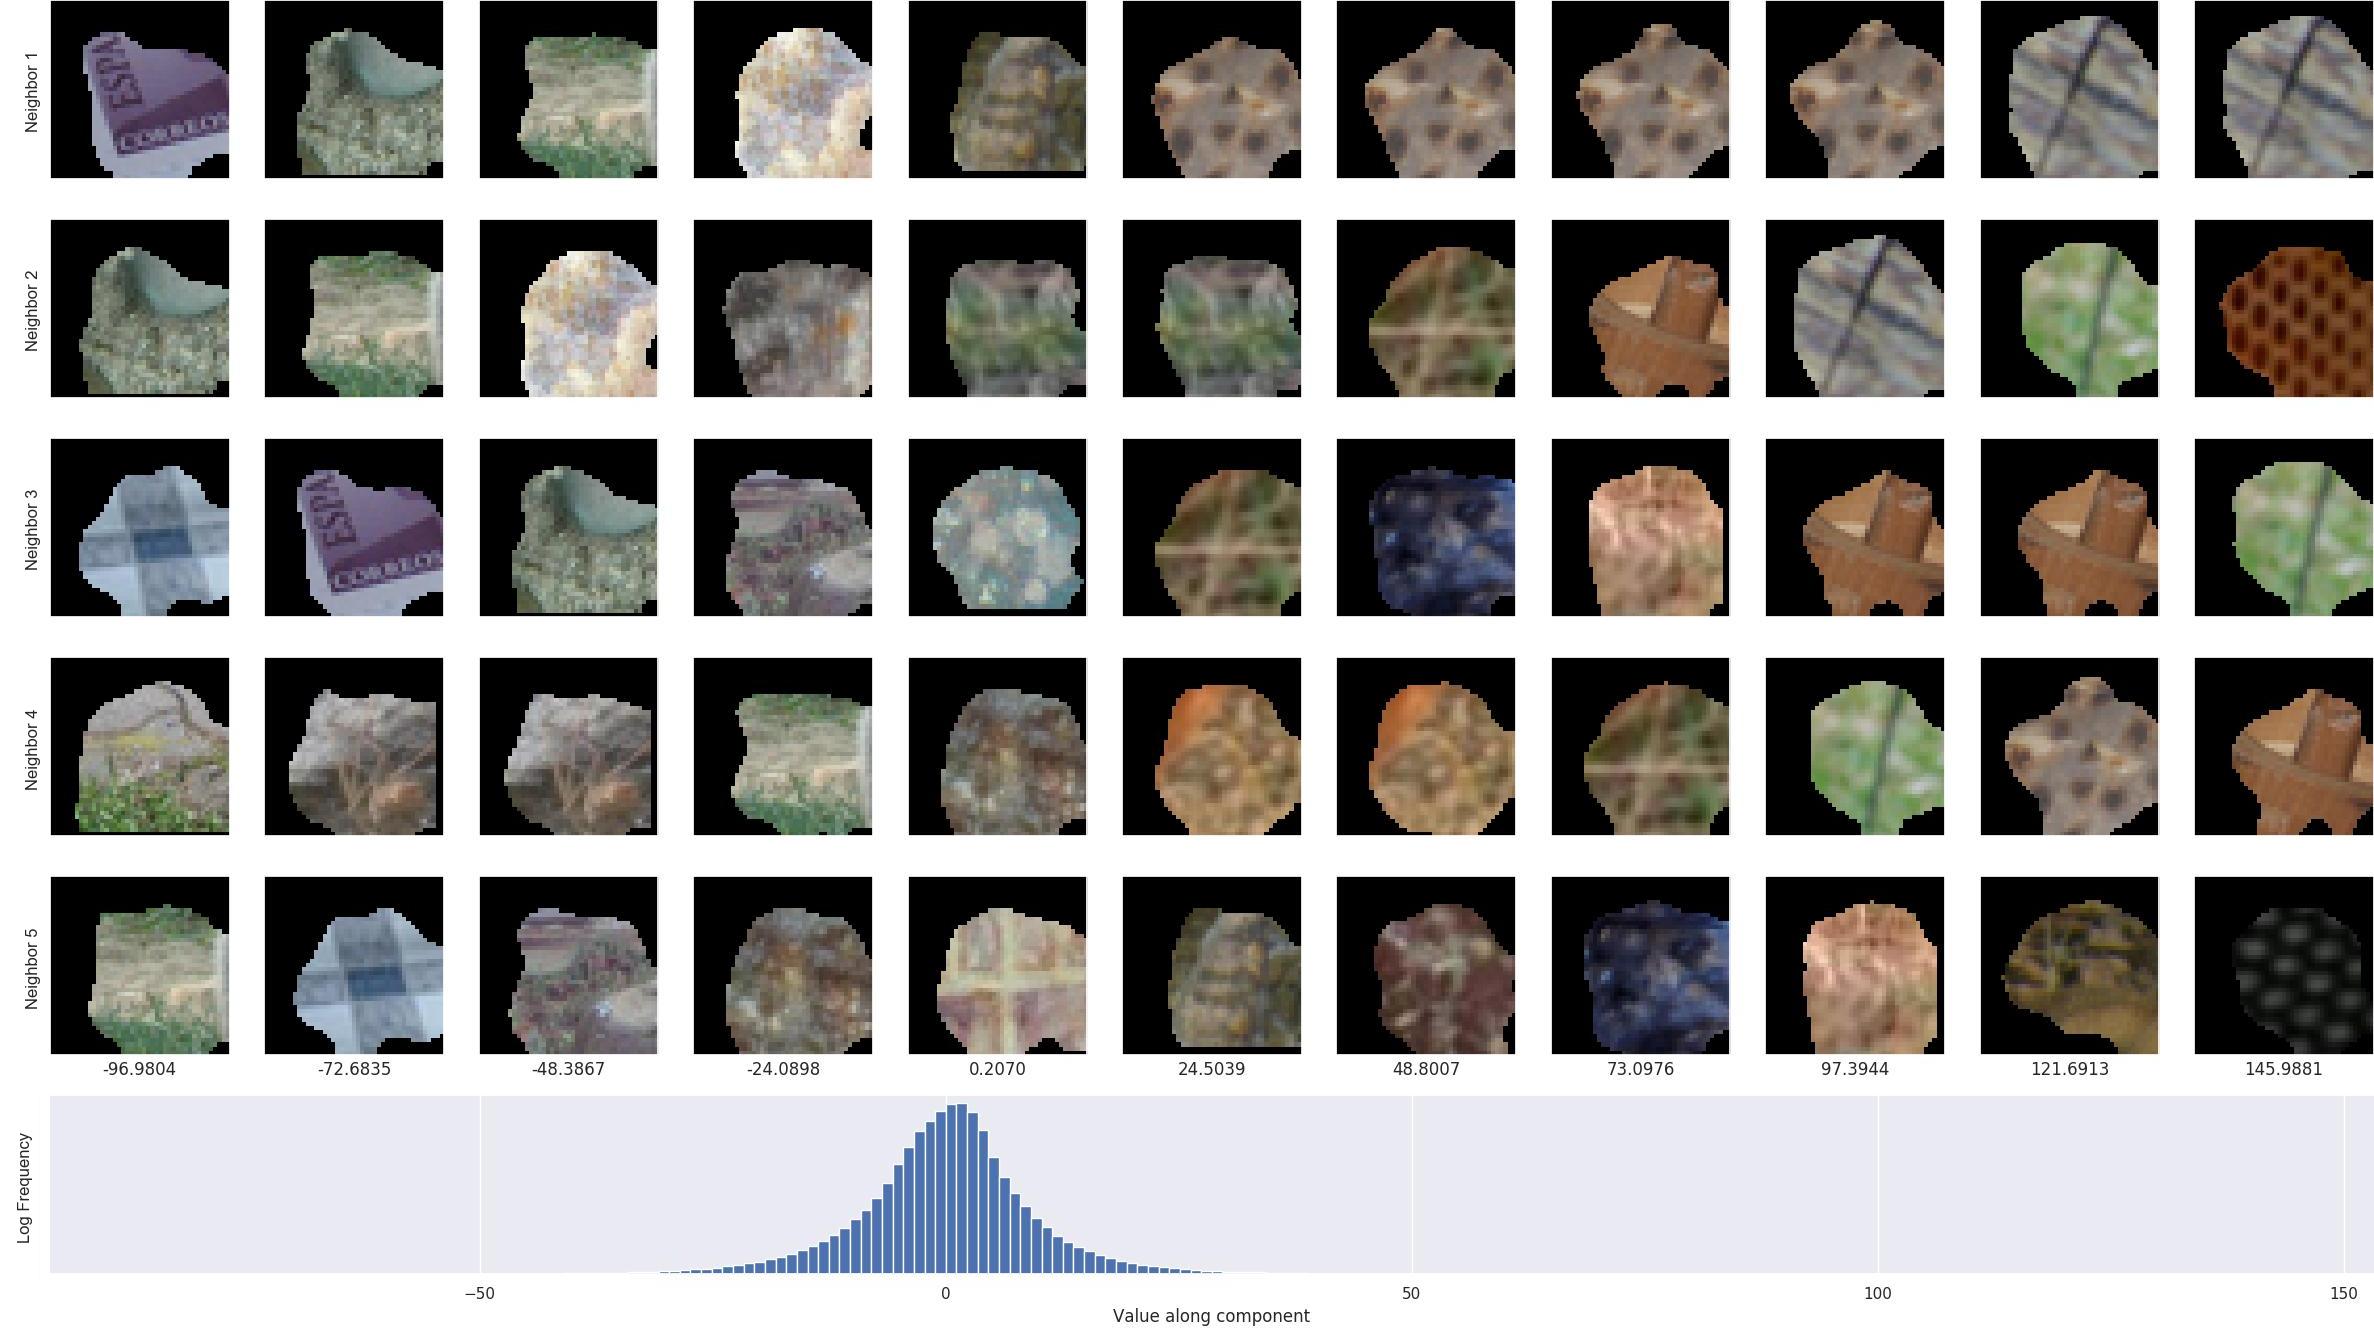 Neighbor 1
ESPA
CORREOS
Neighbor 2
Neighbor 3
ESPA
CORREOS
Neighbor 4
Neighbor 5
-96.9804
-72.6835
-48.3867
-24.0898
0.2070
24.5039
48.8007
73.0976
97.3944
121.6913
145.9881
Log Frequency
−50
0
50
100
150
Value along component